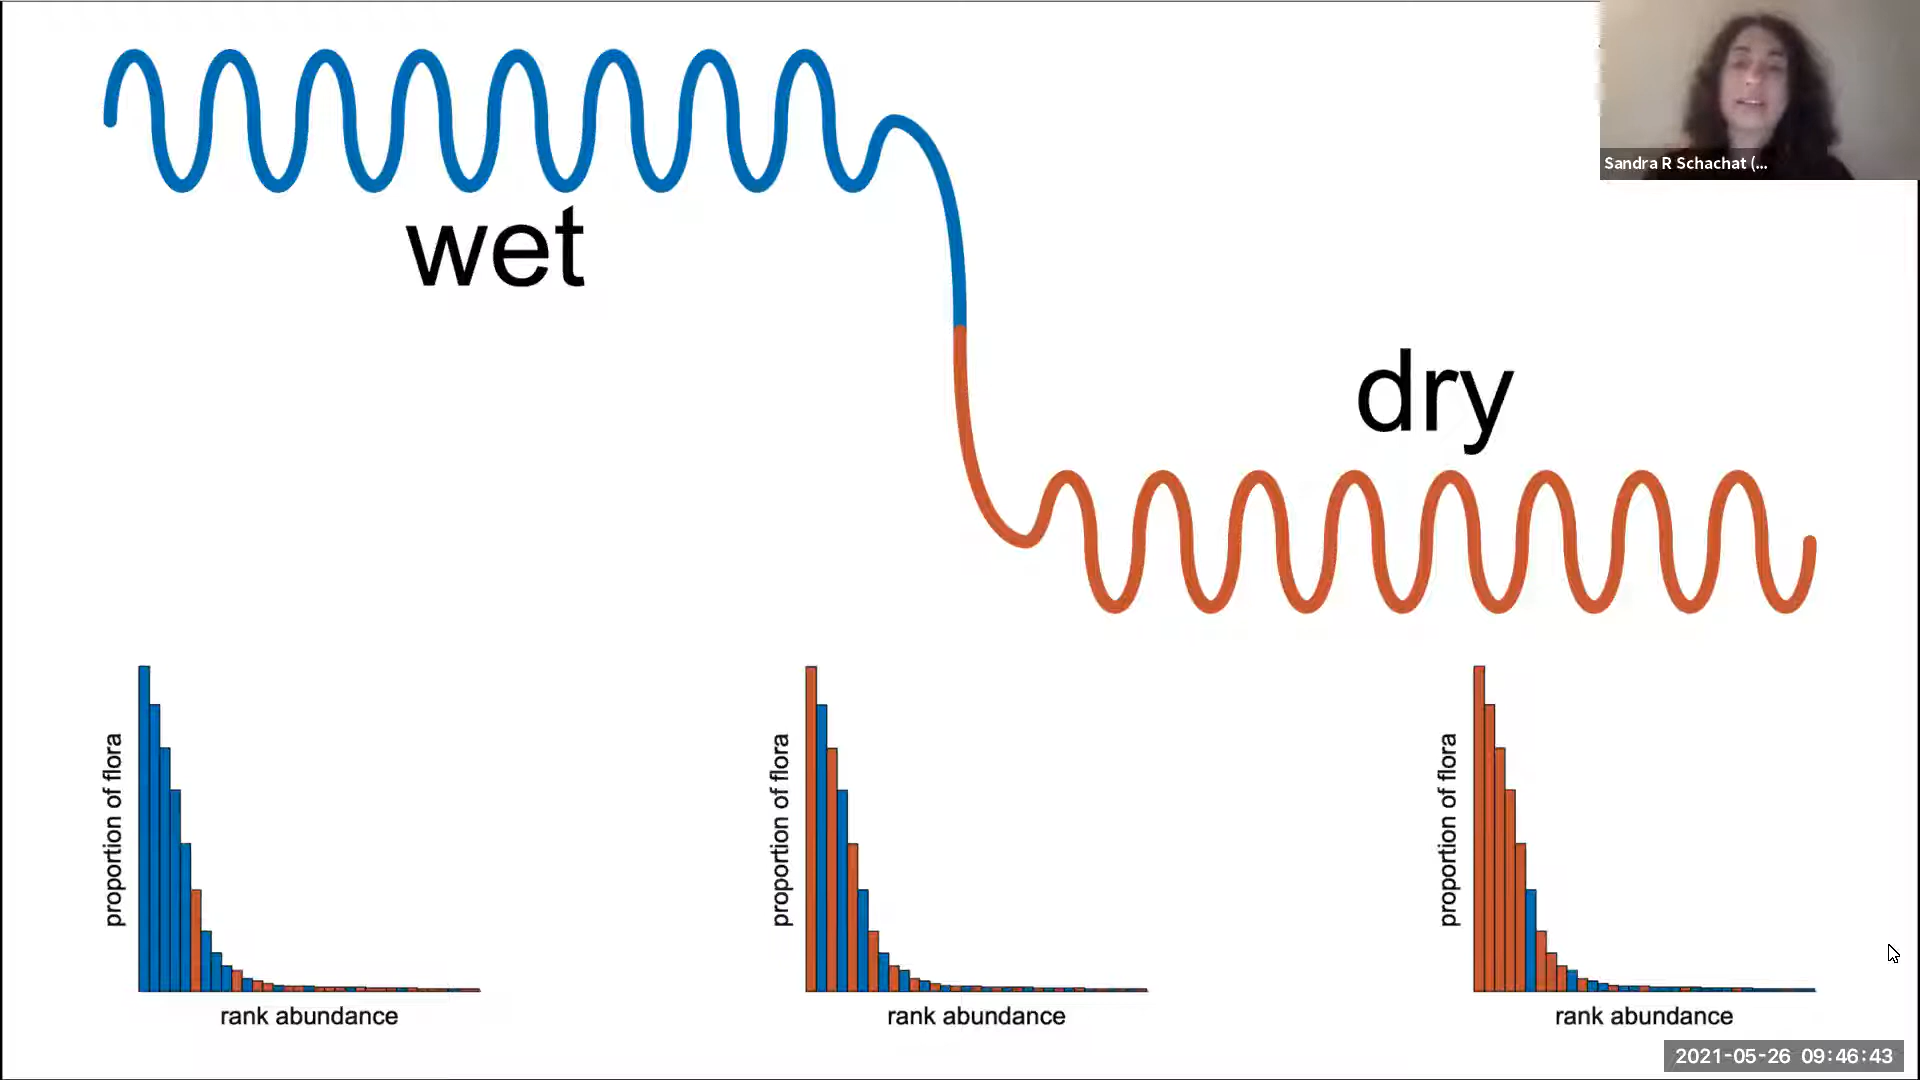 Sandra R Schachat (...
wet
dry
proportion of flora
rank abundance
proportion of flora
rank abundance
proportion of flora
rank abundance
2021-05-26 09:46:43